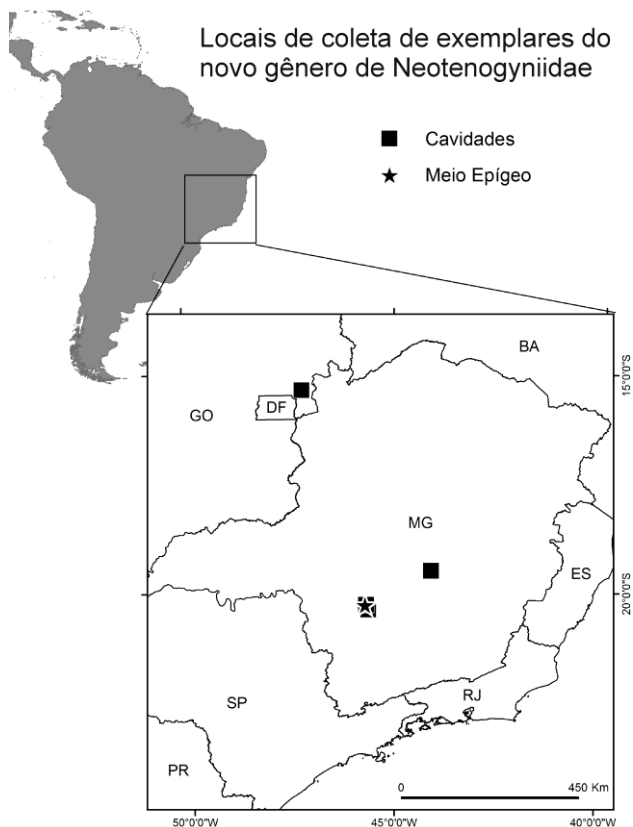 Locais de coleta de exemplares do
novo gênero de Neotenogyniidae
Cavidades
Meio Epígeo
BA
15°0'0"S
DF
GO
MG
ES
20°0'0"S
RJ
SP
PR
0 450 Km
50°0'0"W 45°0'0"W 40°0'0"W